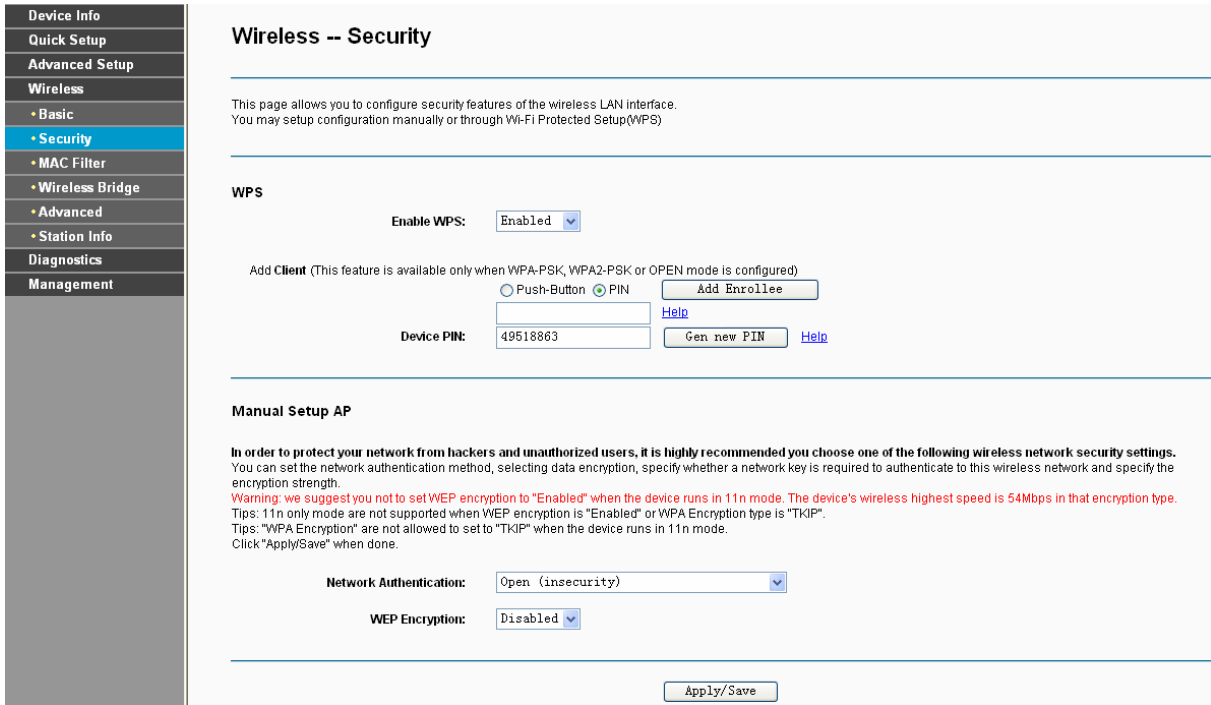 Device Info
Quick Setup
Advanced Setup
Wireless
• Basic
• Security
• MAC Filter
• Wireless Bridge
• Advanced
• Station Info
Diagnostics
Management
Wireless -- Security
This page allows you to configure security features of the wireless LAN interface.
You may setup configuration manually or through Wi-Fi Protected Setup(WPS)
WPS
Enable WPS: Enabled
Add Client (This feature is available only when WPA-PSK, WPA2-PSK or OPEN mode is configured)
Push-Button PIN Add Enrollee
Help
Device PIN: 49518863 Gen new PIN Help
Manual Setup AP
In order to protect your network from hackers and unauthorized users, it is highly recommended you choose one of the following wireless network security settings.
You can set the network authentication method, selecting data encryption, specify whether a network key is required to authenticate to this wireless network and specify the
encryption strength.
Warning: we suggest you not to set WEP encryption to "Enabled" when the device runs in 11n mode. The device's wireless highest speed is 54Mbps in that encryption type.
Tips: 11n only mode are not supported when WEP encryption is "Enabled" or WPA Encryption type is "TKIP".
Tips: "WPA Encryption" are not allowed to set to "TKIP" when the device runs in 11n mode.
Click "Apply/Save" when done.
Network Authentication: Open (insecurity)
WEP Encryption: Disabled
Apply/Save